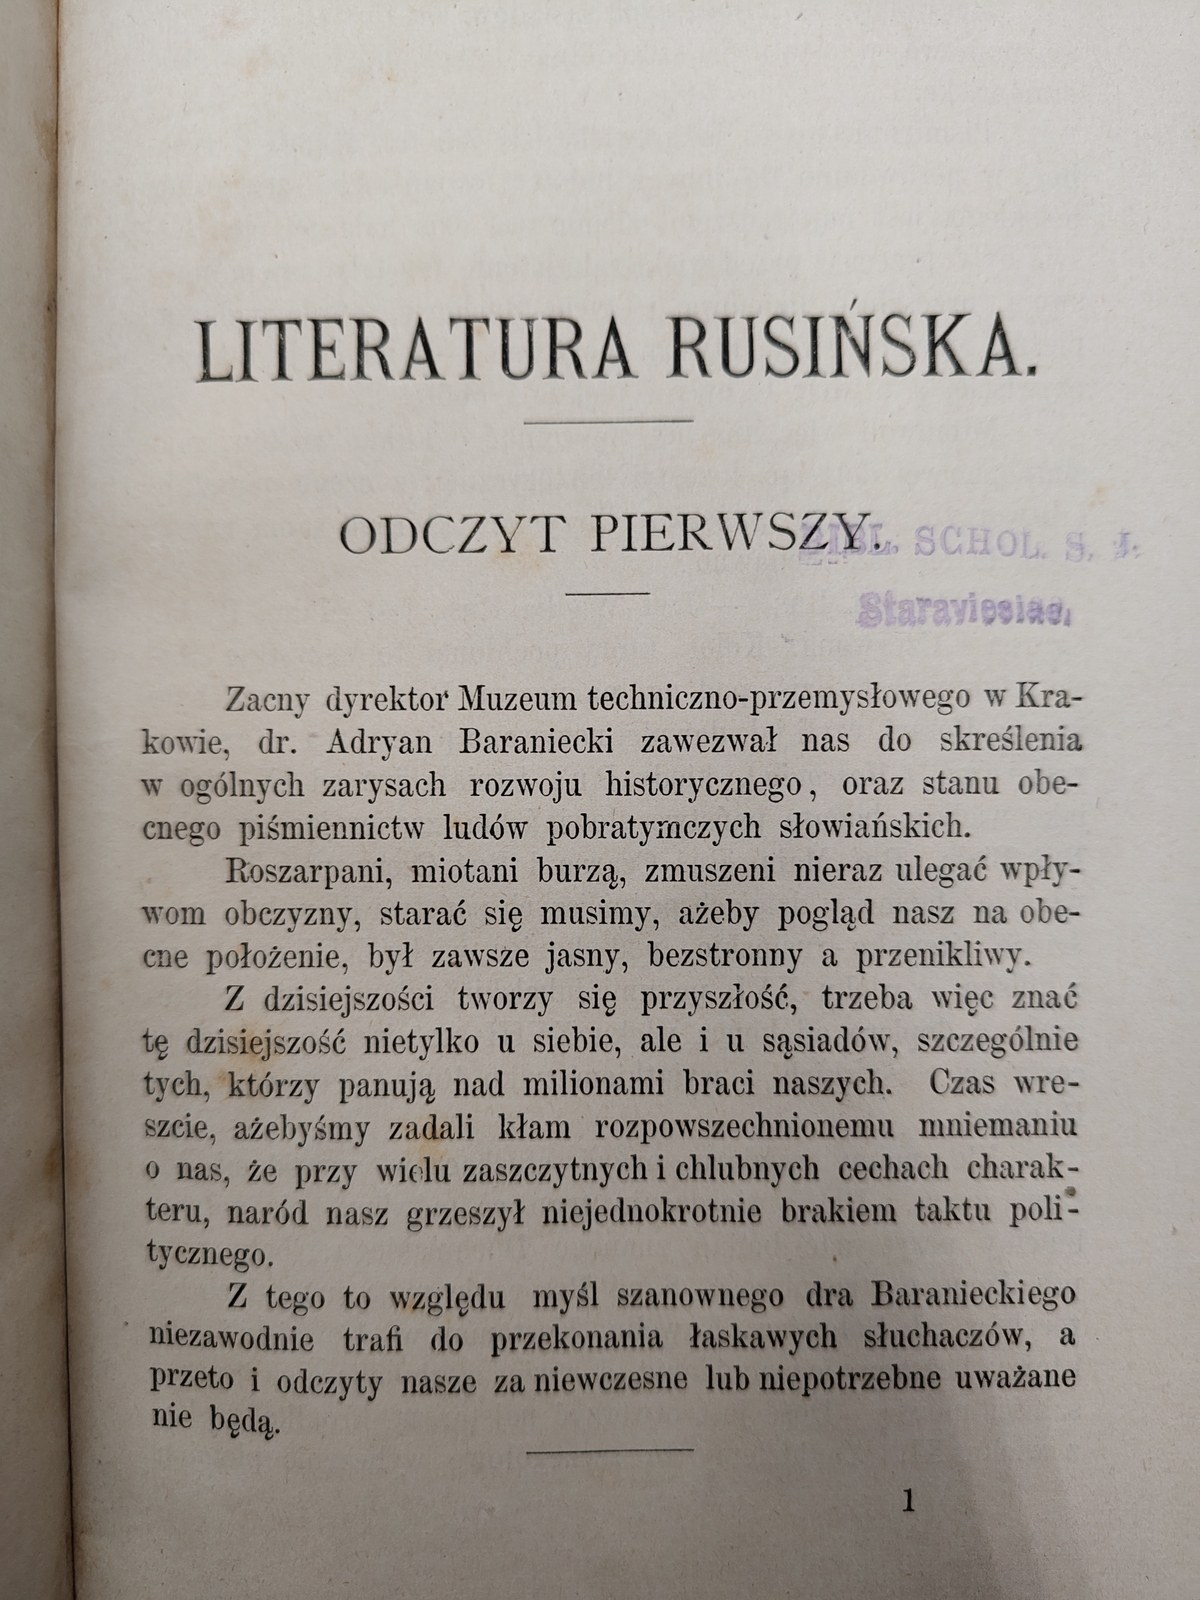 LITERATURA RUSIŃSKA.
ODCZYT PIERWSZY.
BIBL. SCHOL. S. J.
Staraviesiae.
Zacny dyrektor Muzeum techniczno-przemysłowego w Kra-
kowie, dr. Adryan Baraniecki zawezwał nas do skreślenia
w ogólnych zarysach rozwoju historycznego, oraz stanu obe-
cnego piśmiennictw ludów pobratymczych słowiańskich.
Roszarpani, miotani burzą, zmuszeni nieraz ulegać wpły-
wom obczyzny, starać się musimy, ażeby pogląd nasz na obe-
cne położenie, był zawsze jasny, bezstronny a przenikliwy.
Z dzisiejszości tworzy się przyszłość, trzeba więc znać
tę dzisiejszość nietylko u siebie, ale i u sąsiadów, szczególnie
tych, którzy panują nad milionami braci naszych. Czas wre-
szcie, ażebyśmy zadali kłam rozpowszechnionemu mniemaniu
o nas, że przy wielu zaszczytnych i chlubnych cechach charak-
teru, naród nasz grzeszył niejednokrotnie brakiem taktu poli-
tycznego.
Z tego to względu myśl szanownego dra Baranieckiego
niezawodnie trafi do przekonania łaskawych słuchaczów, a
przeto i odczyty nasze za niewczesne lub niepotrzebne uważane
nie będą.
1